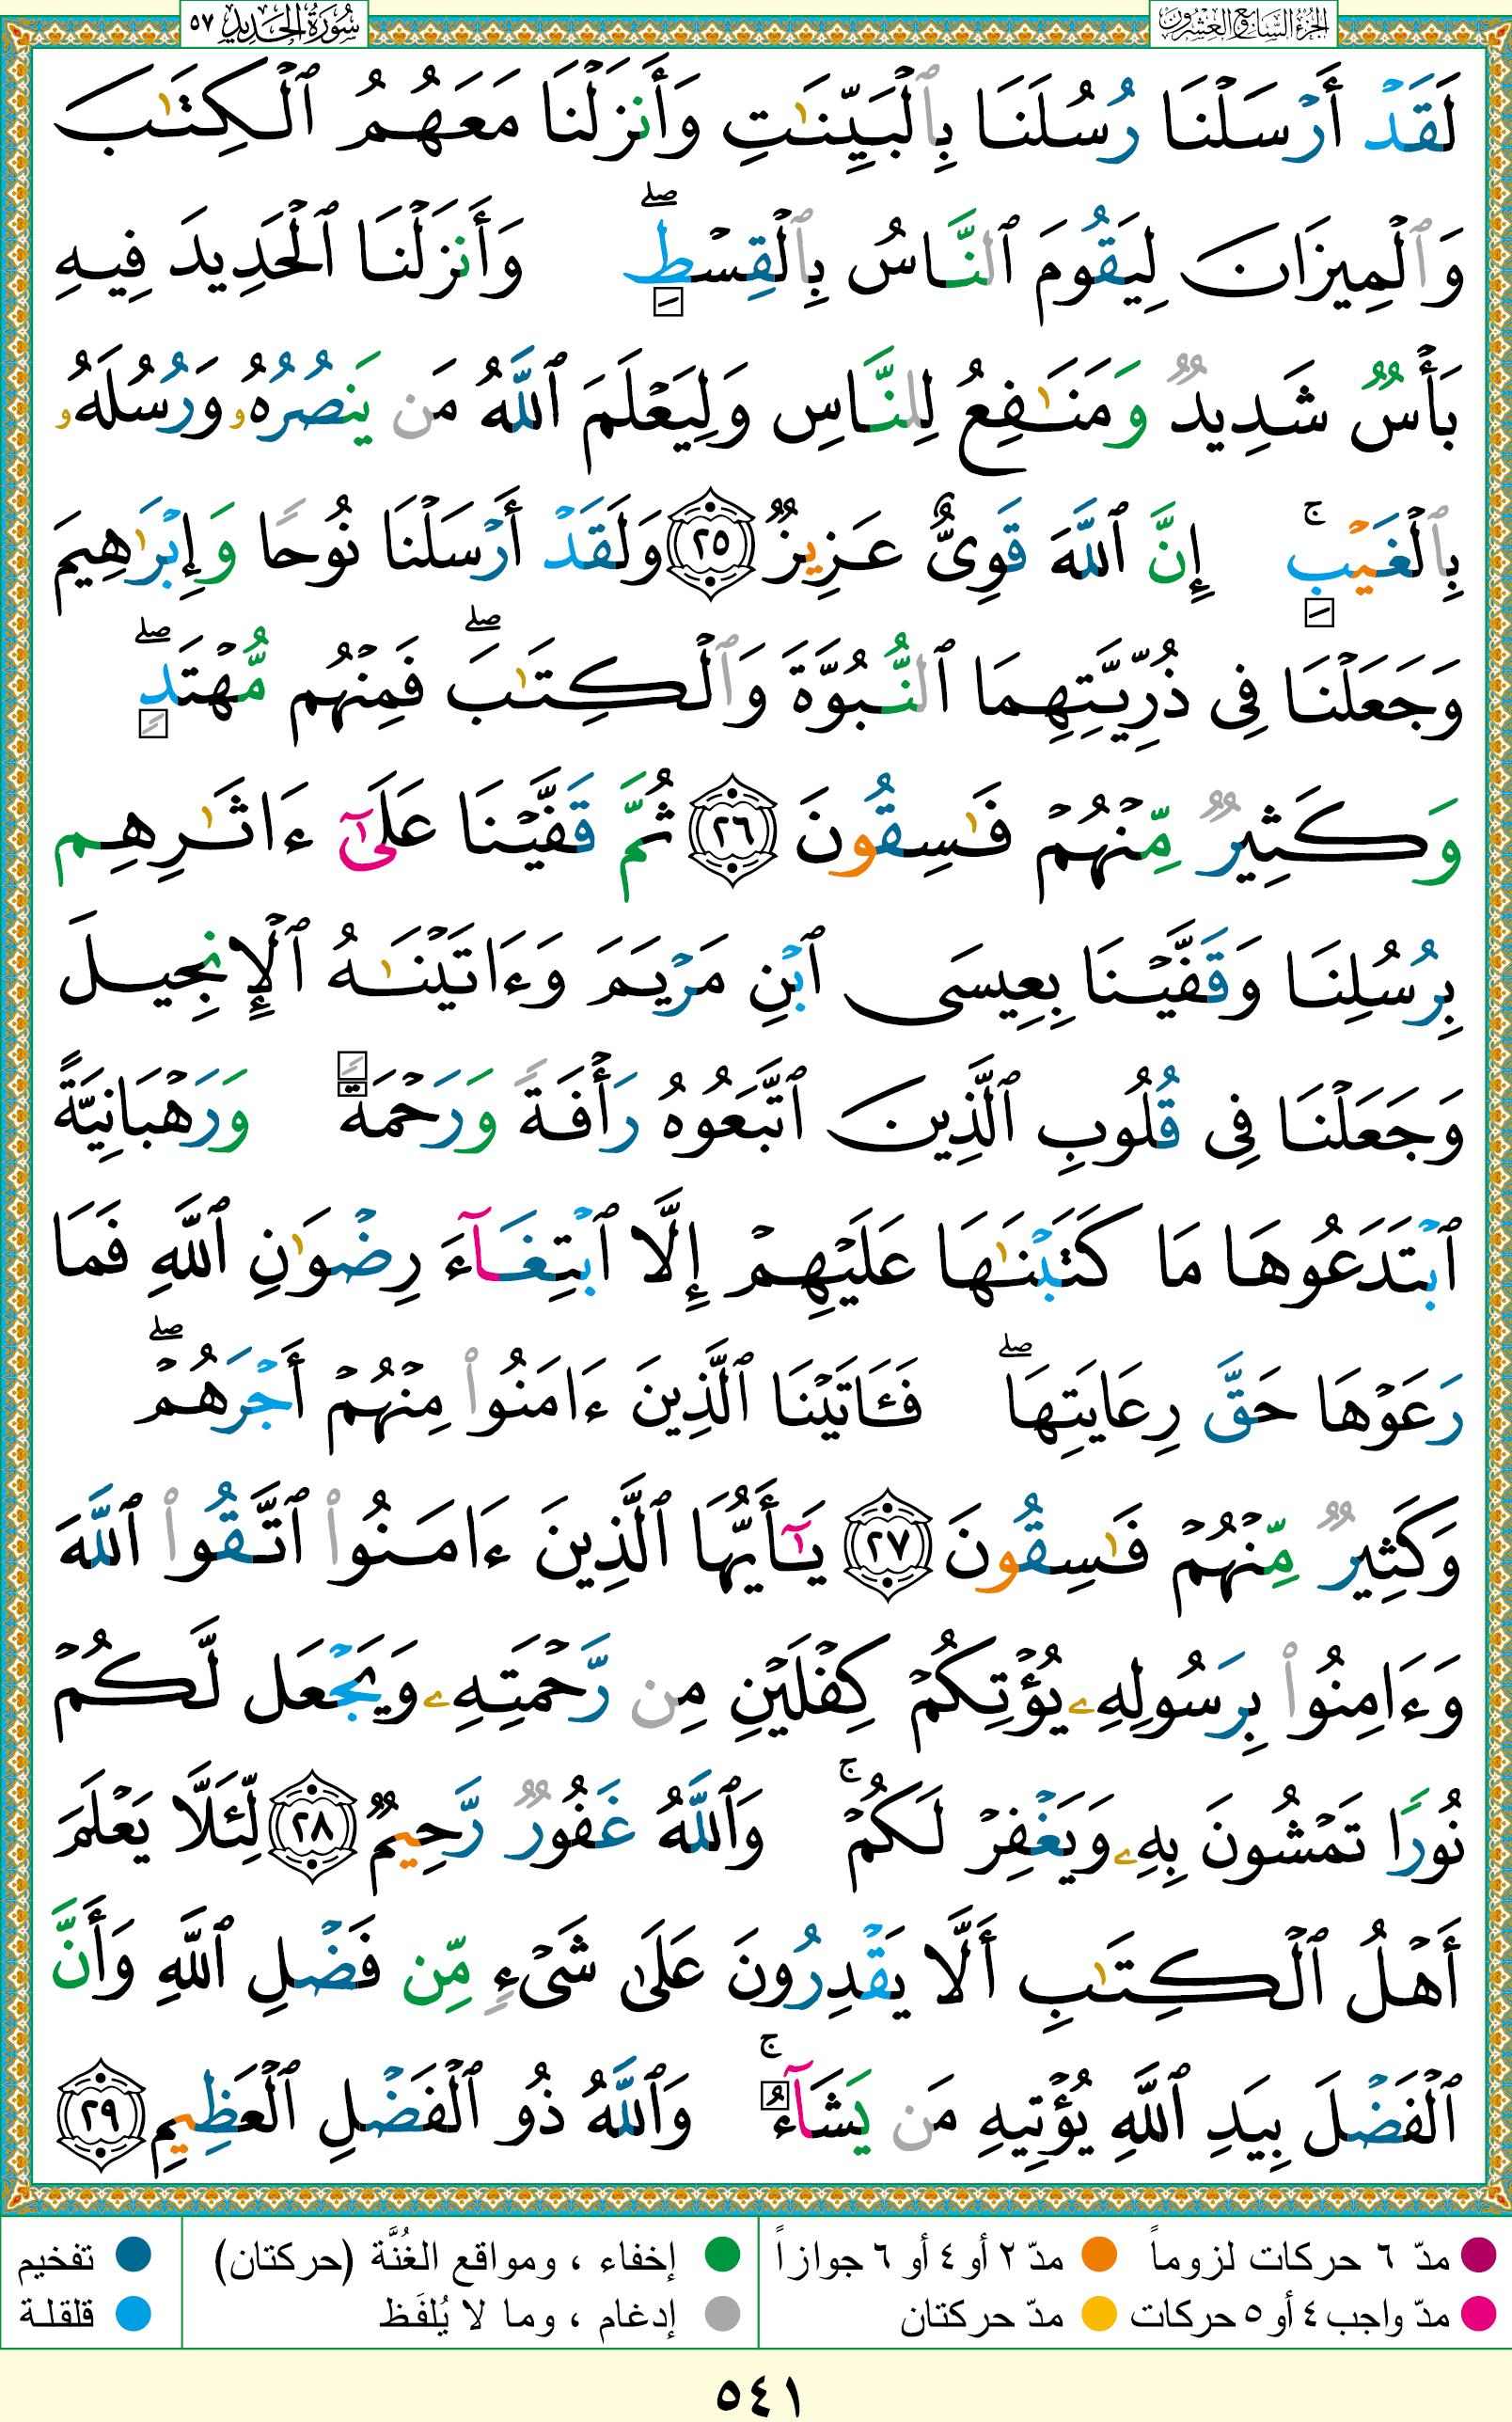 الجزء السابع العشرون
سورة الحديد ٥٧
لَقَدْ أَرْسَلْنَا رُسُلَنَا بِٱلْبَيِّنَٰتِ وَأَنزَلْنَا مَعَهُمُ ٱلْكِتَٰبَ
وَٱلْمِيزَانَ لِيَقُومَ ٱلنَّاسُ بِٱلْقِسْطِۖ وَأَنزَلْنَا ٱلْحَدِيدَ فِيهِ
بَأْسٌ شَدِيدٌ وَمَنَٰفِعُ لِلنَّاسِ وَلِيَعْلَمَ ٱللَّهُ مَن يَنصُرُهُۥ وَرُسُلَهُۥ
بِٱلْغَيْبِۚ إِنَّ ٱللَّهَ قَوِىٌّ عَزِيزٌ ٢٥ وَلَقَدْ أَرْسَلْنَا نُوحًا وَإِبْرَٰهِيمَ
وَجَعَلْنَا فِى ذُرِّيَّتِهِمَا ٱلنُّبُوَّةَ وَٱلْكِتَٰبَۖ فَمِنْهُم مُّهْتَدٍۖ
وَكَثِيرٌ مِّنْهُمْ فَٰسِقُونَ ٢٦ ثُمَّ قَفَّيْنَا عَلَىٰٓ ءَاثَٰرِهِم
بِرُسُلِنَا وَقَفَّيْنَا بِعِيسَى ٱبْنِ مَرْيَمَ وَءَاتَيْنَٰهُ ٱلْإِنجِيلَ
وَجَعَلْنَا فِى قُلُوبِ ٱلَّذِينَ ٱتَّبَعُوهُ رَأْفَةً وَرَحْمَةً وَرَهْبَانِيَّةً
ٱبْتَدَعُوهَا مَا كَتَبْنَٰهَا عَلَيْهِمْ إِلَّا ٱبْتِغَآءَ رِضْوَٰنِ ٱللَّهِ فَمَا
رَعَوْهَا حَقَّ رِعَايَتِهَاۖ فَـَٔاتَيْنَا ٱلَّذِينَ ءَامَنُوا۟ مِنْهُمْ أَجْرَهُمْۖ
وَكَثِيرٌ مِّنْهُمْ فَٰسِقُونَ ٢٧ يَٰٓأَيُّهَا ٱلَّذِينَ ءَامَنُوا۟ ٱتَّقُوا۟ ٱللَّهَ
وَءَامِنُوا۟ بِرَسُولِهِۦ يُؤْتِكُمْ كِفْلَيْنِ مِن رَّحْمَتِهِۦ وَيَجْعَل لَّكُمْ
نُورًا تَمْشُونَ بِهِۦ وَيَغْفِرْ لَكُمْۚ وَٱللَّهُ غَفُورٌ رَّحِيمٌ ٢٨ لِّئَلَّا يَعْلَمَ
أَهْلُ ٱلْكِتَٰبِ أَلَّا يَقْدِرُونَ عَلَىٰ شَىْءٍ مِّن فَضْلِ ٱللَّهِ وَأَنَّ
ٱلْفَضْلَ بِيَدِ ٱللَّهِ يُؤْتِيهِ مَن يَشَآءُۚ وَٱللَّهُ ذُو ٱلْفَضْلِ ٱلْعَظِيمِ ٢٩
مدّ ٦ حركات لزوماً مدّ ٢ أو ٤ أو ٦ جوازاً إخفاء ، ومواقع الغُنَّة (حركتان) تفخيم
مدّ واجب ٤ أو ٥ حركات مدّ حركتان إدغام ، وما لا يُلفَظ قلقلة
٥٤١